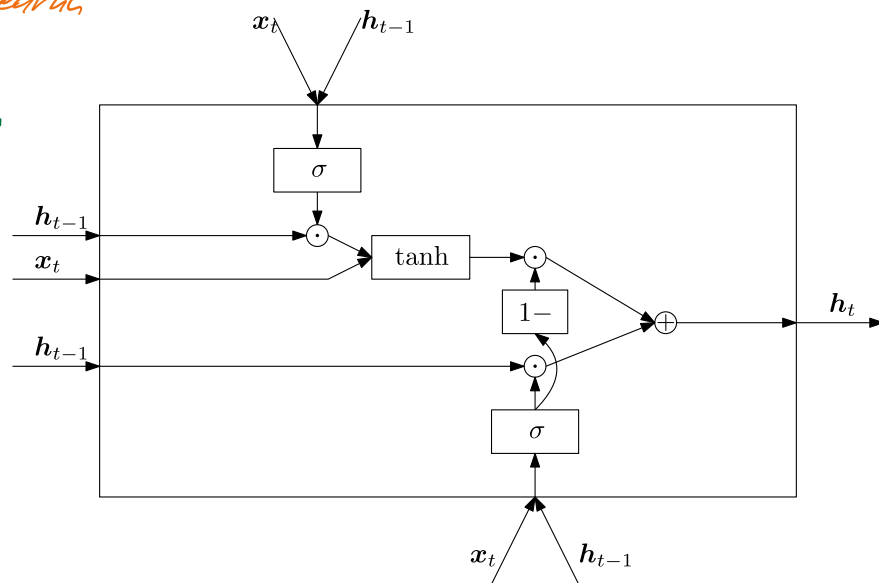 x_t h_{t−1}
σ
h_{t−1}
x_t
tanh
1−
h_t
h_{t−1}
σ
x_t h_{t−1}